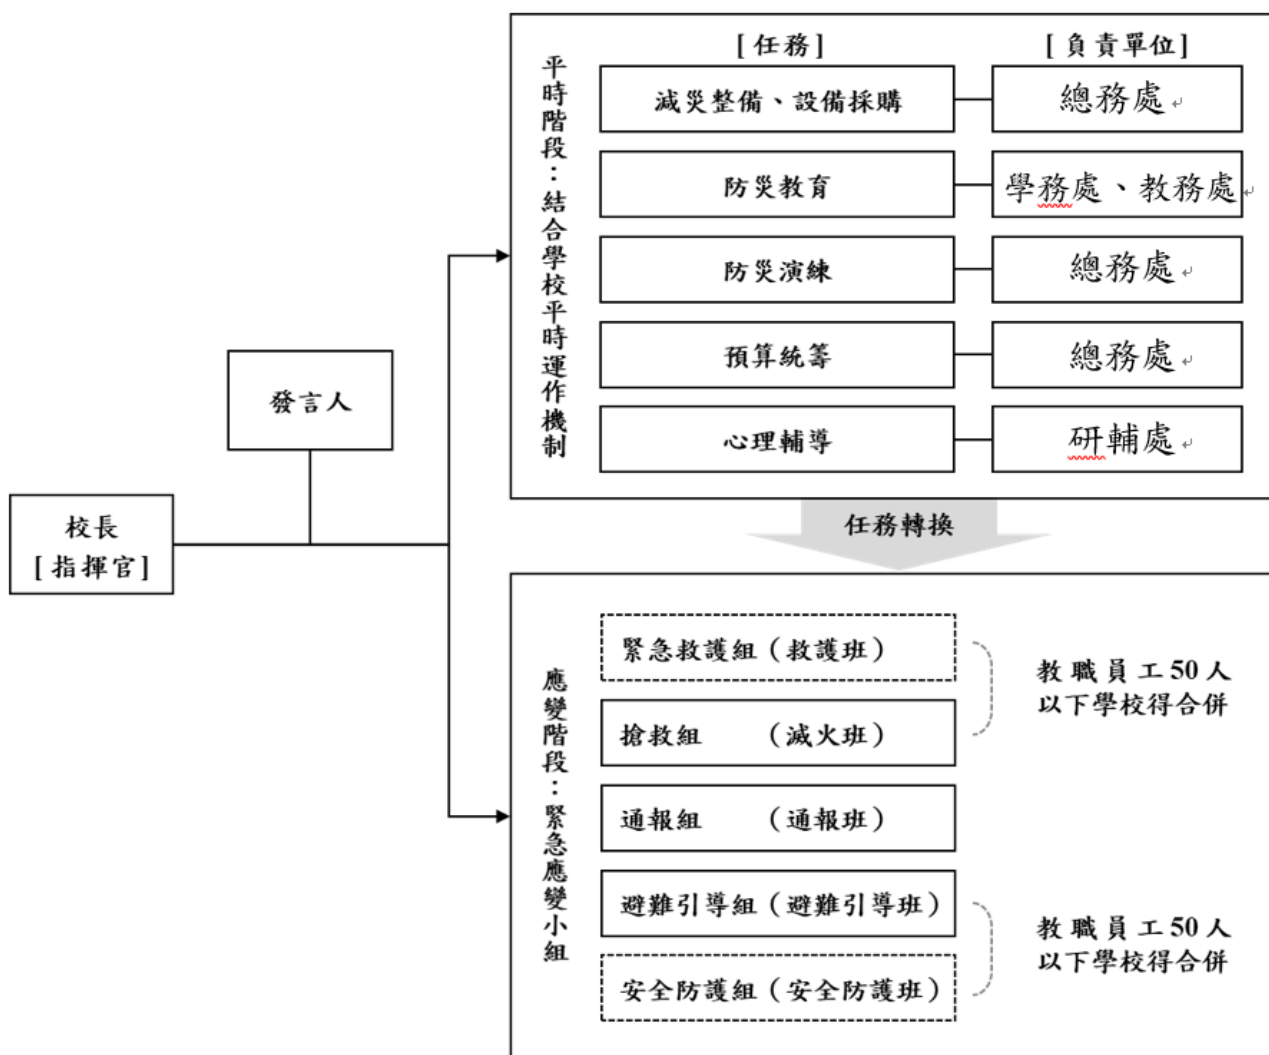 校長
[指揮官]
發言人
平時階段：結合學校平時運作機制
[任務]
[負責單位]
減災整備、設備採購
總務處
防災教育
學務處、教務處
防災演練
總務處
預算統籌
總務處
心理輔導
研輔處
任務轉換
應變階段：緊急應變小組
緊急救護組（救護班）
搶救組　　（滅火班）
教職員工50人
以下學校得合併
通報組　　（通報班）
避難引導組（避難引導班）
安全防護組（安全防護班）
教職員工50人
以下學校得合併